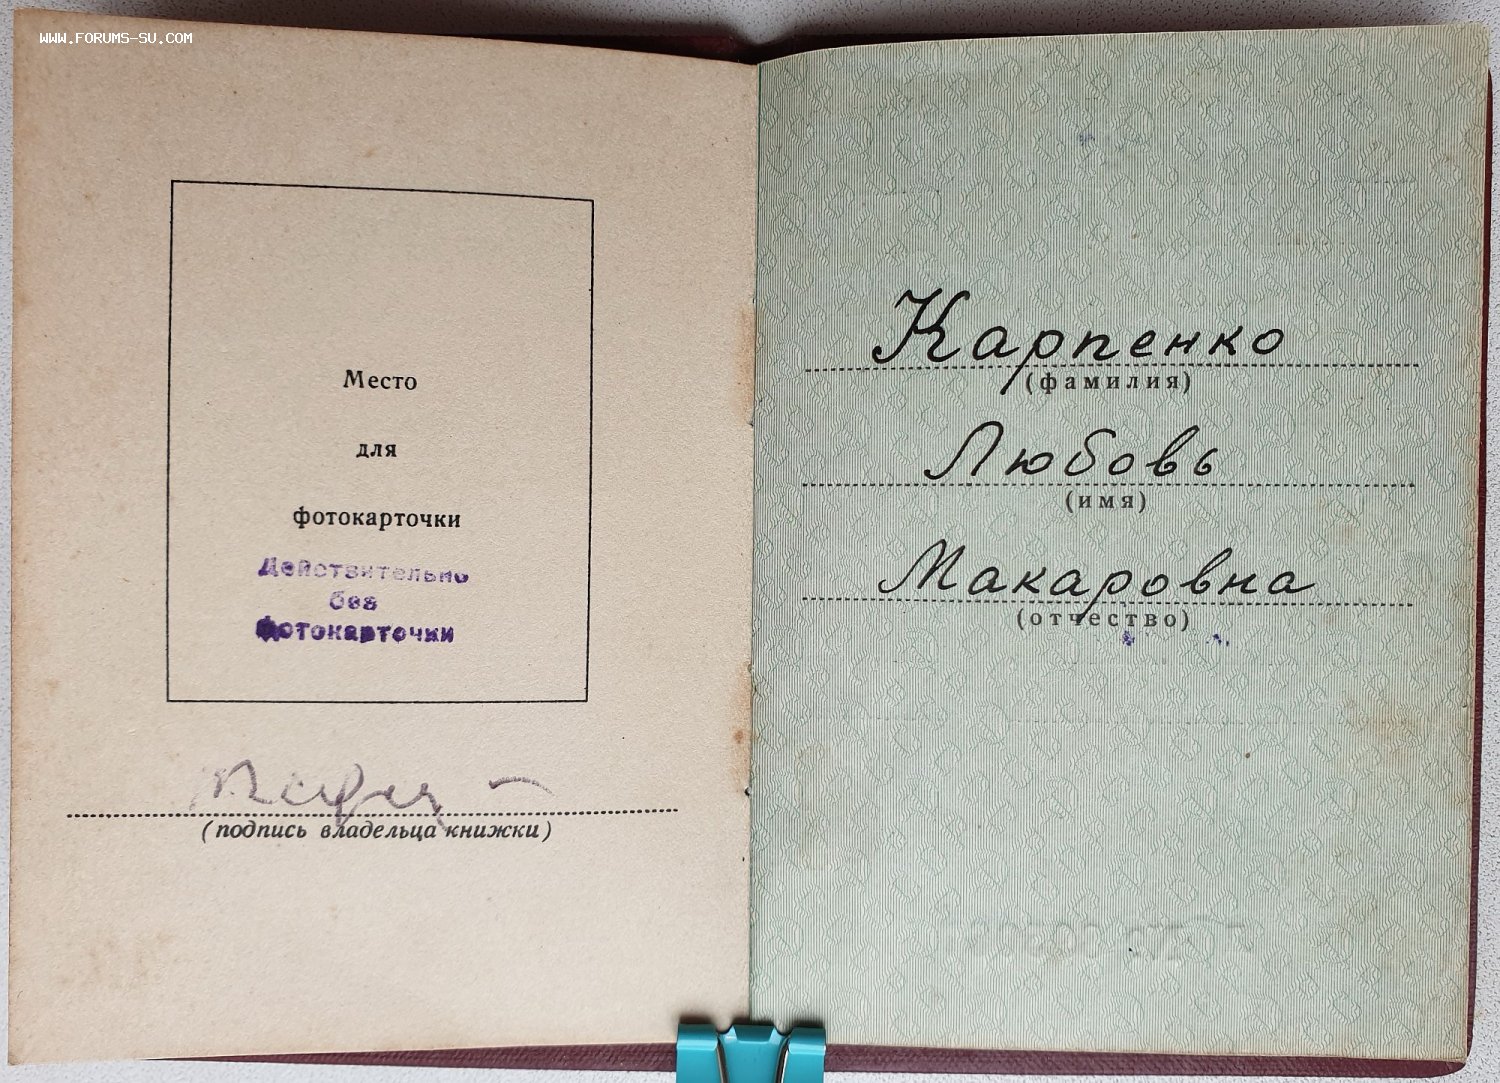 WWW.FORUMS-SU.COM
Место
для
фотокарточки
Действительно
без
Фотокарточки
(подпись владельца книжки)
Карпенко
(фамилия)
Любовь
(имя)
Макаровна
(отчество)